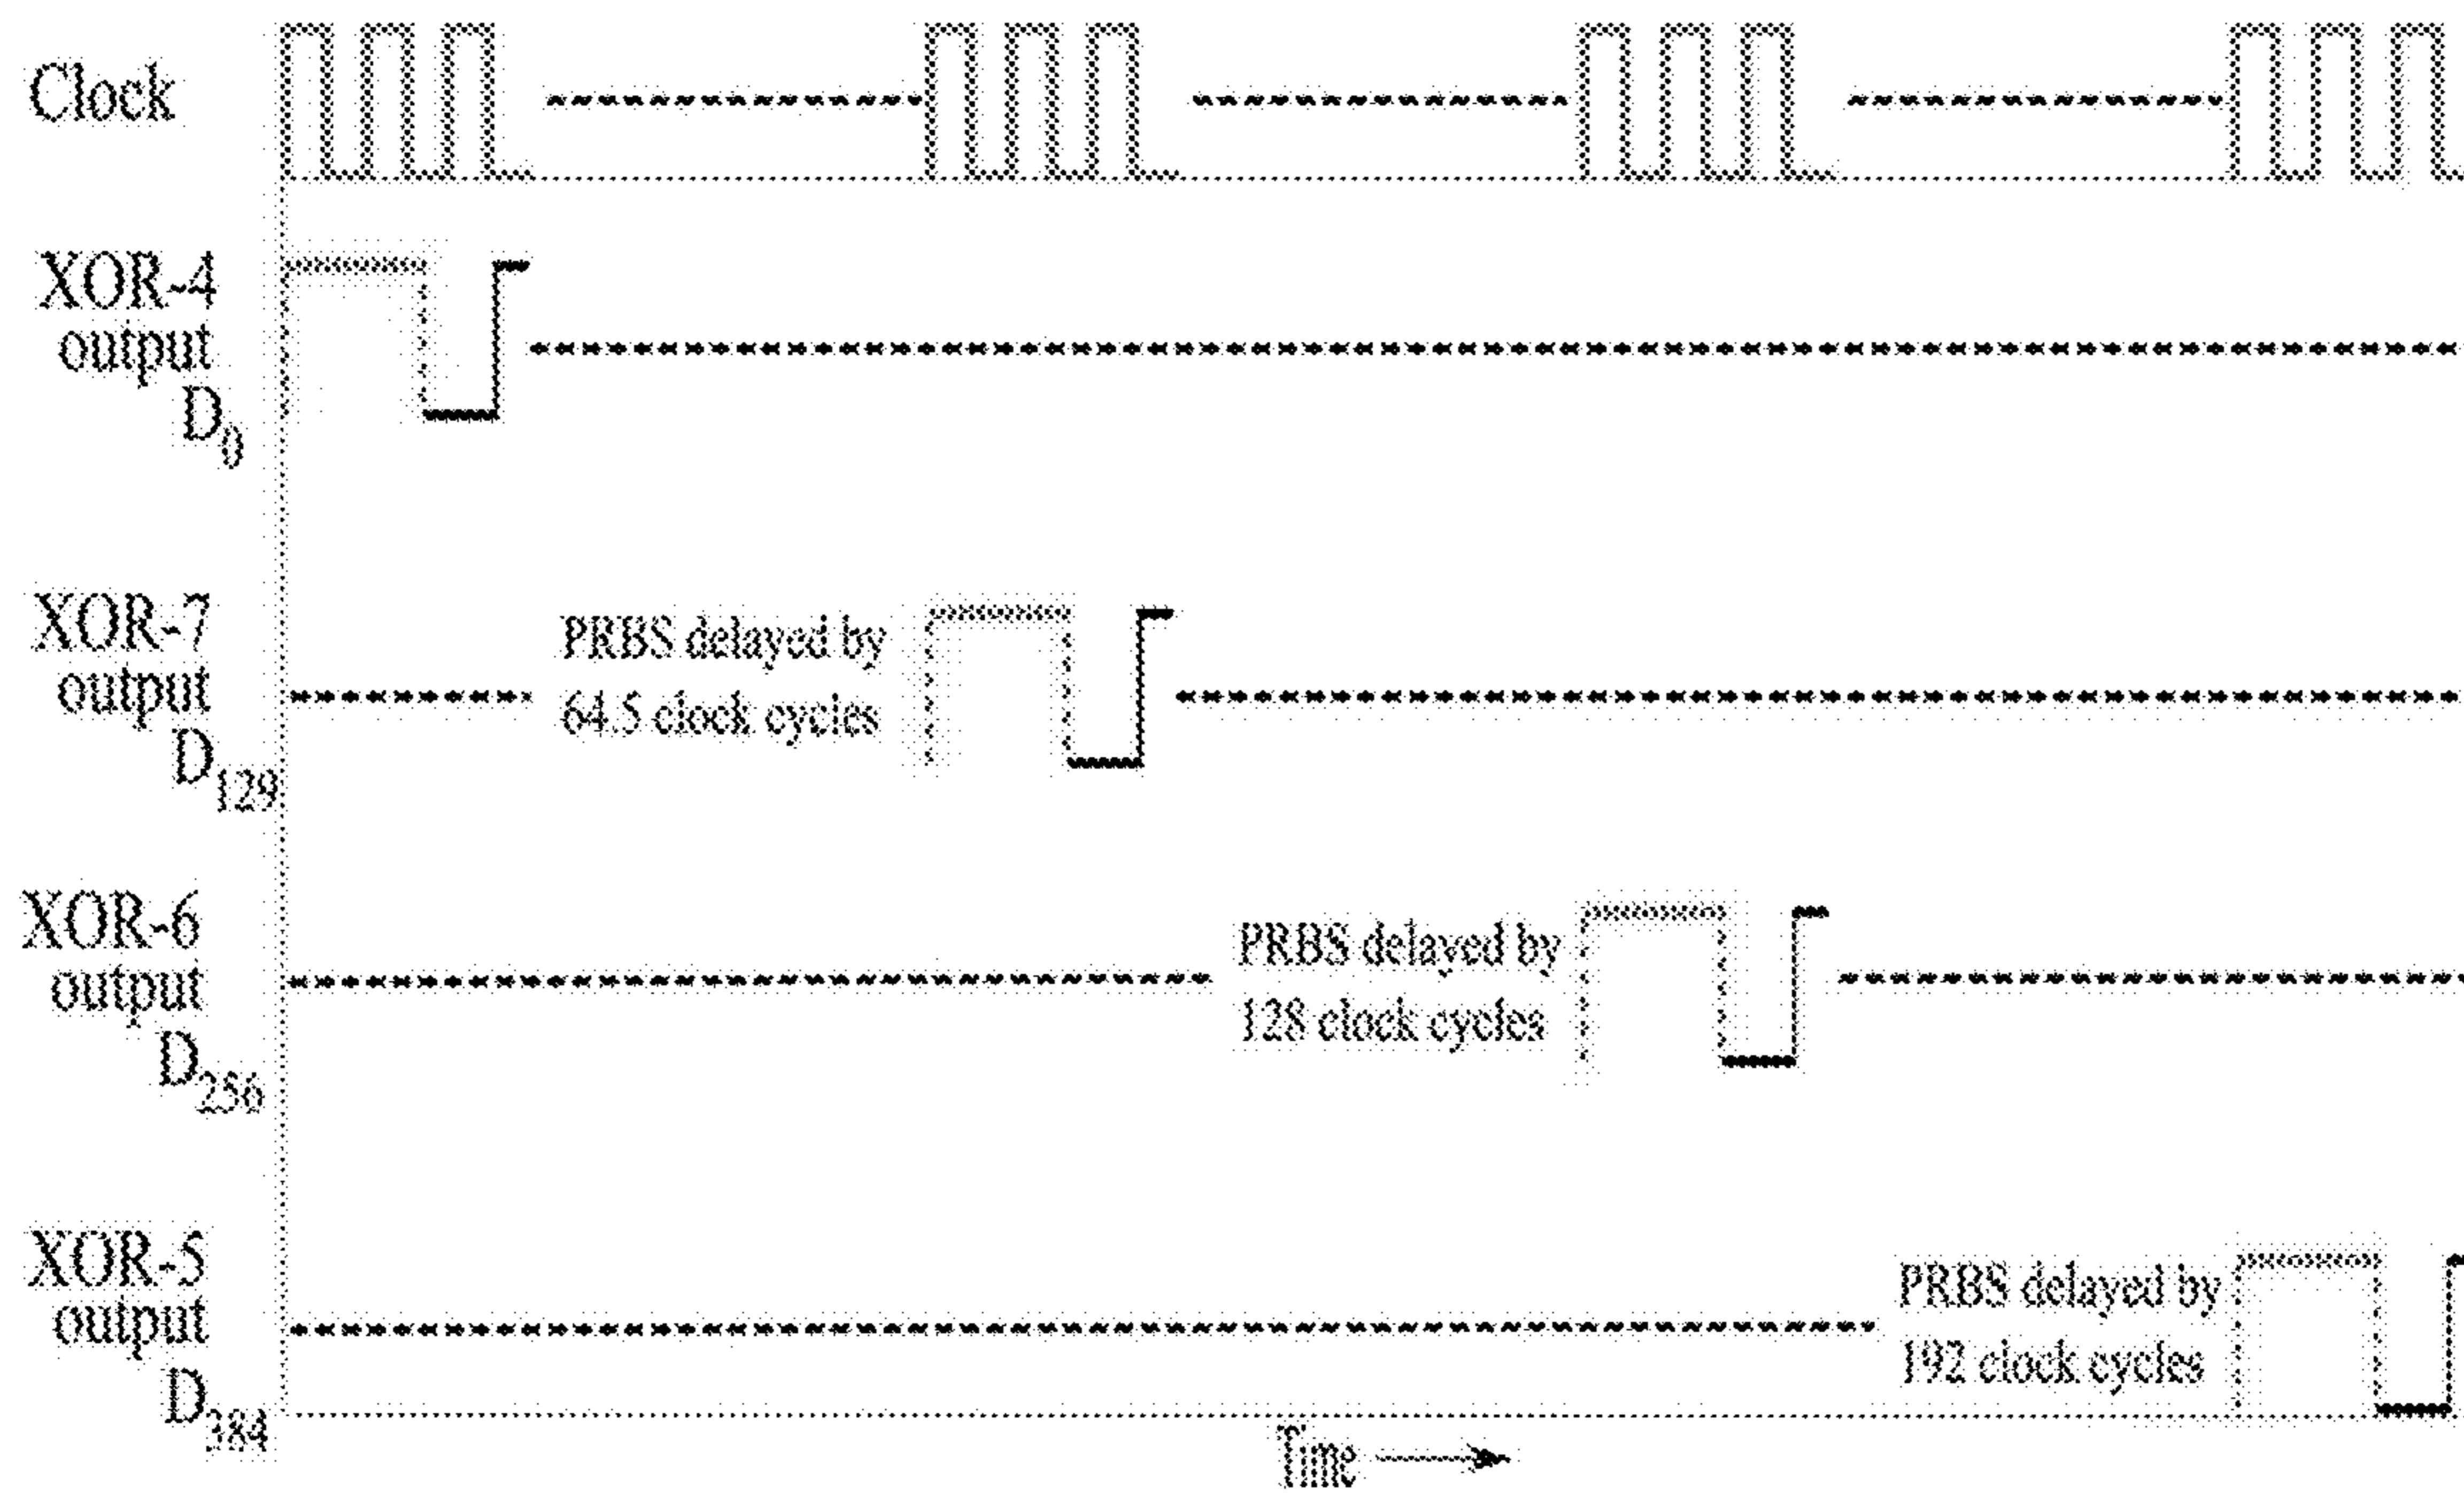 Clock
XOR-4
output
D0
XOR-7
output
D129
PRBS delayed by
64.5 clock cycles
XOR-6
output
D256
PRBS delayed by
128 clock cycles
XOR-5
output
D384
PRBS delayed by
192 clock cycles
Time